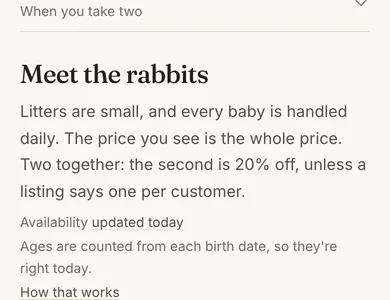 When you take two
Meet the rabbits
Litters are small, and every baby is handled
daily. The price you see is the whole price.
Two together: the second is 20% off, unless a
listing says one per customer.
Availability updated today
Ages are counted from each birth date, so they're
right today.
How that works